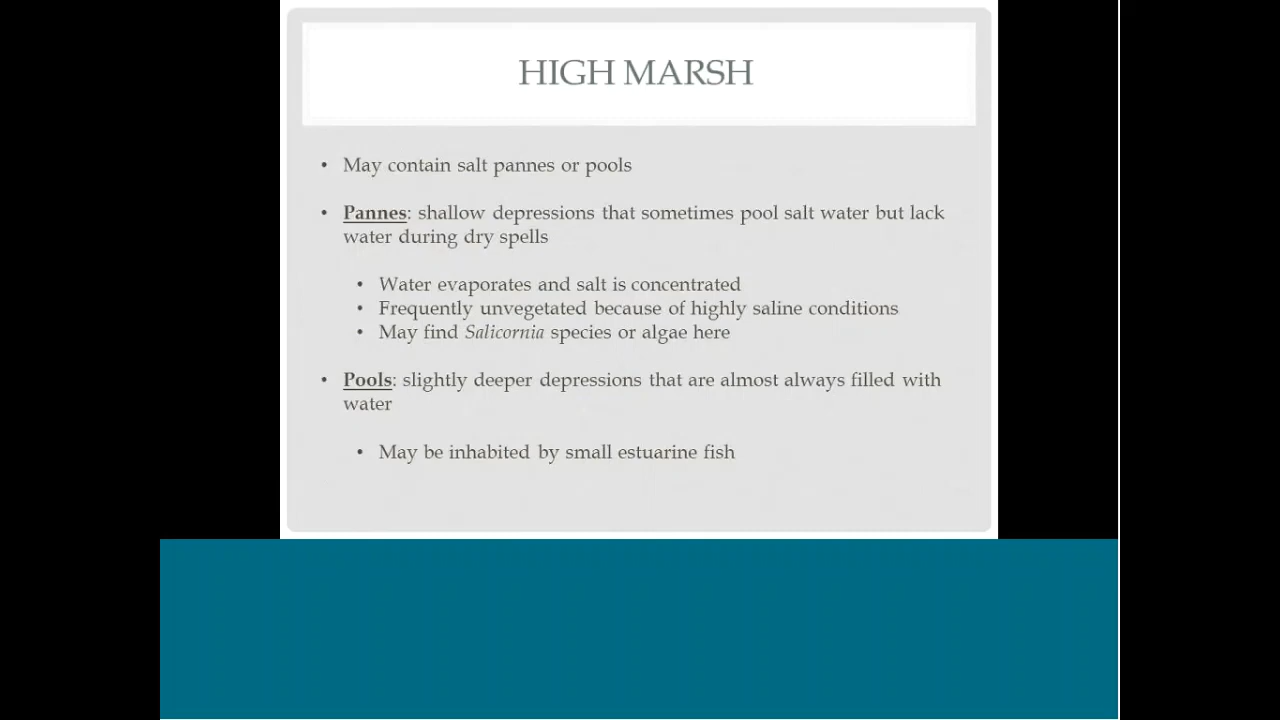 HIGH MARSH
• May contain salt pannes or pools
• Pannes: shallow depressions that sometimes pool salt water but lack
water during dry spells
• Water evaporates and salt is concentrated
• Frequently unvegetated because of highly saline conditions
• May find Salicornia species or algae here
• Pools: slightly deeper depressions that are almost always filled with
water
• May be inhabited by small estuarine fish